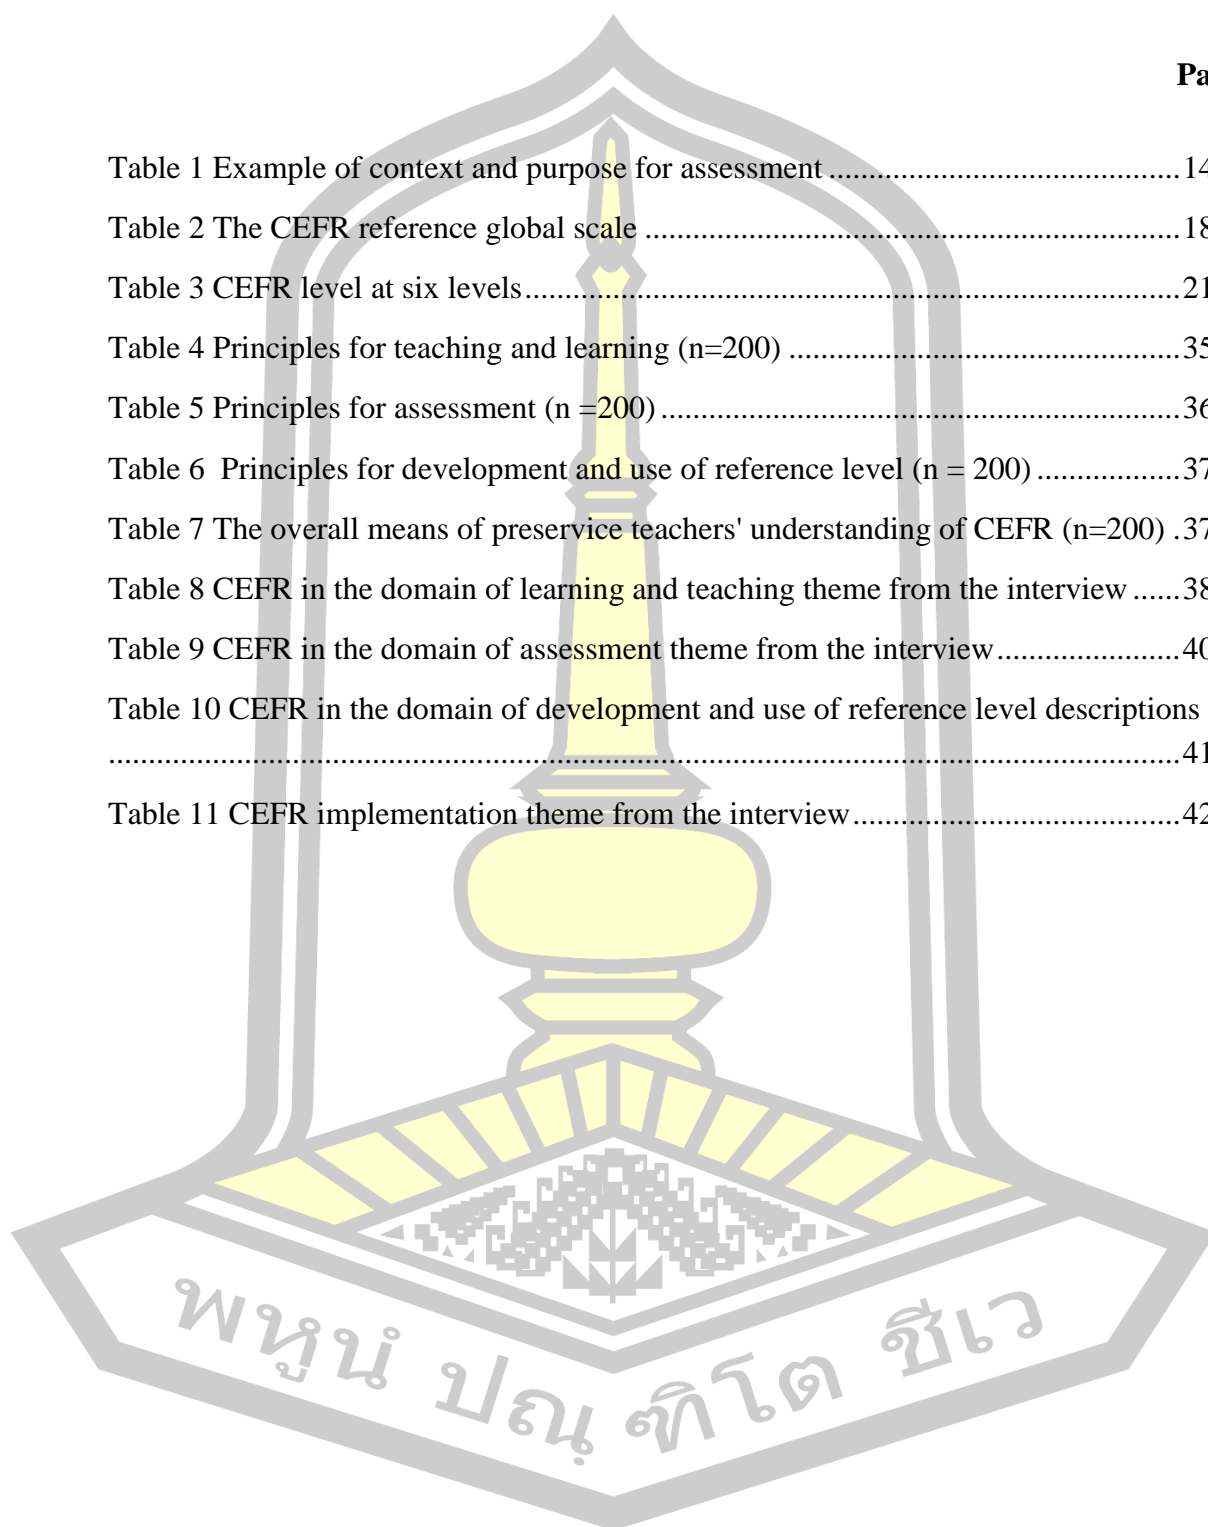 Pa
Table 1 Example of context and purpose for assessment ....................................14
Table 2 The CEFR reference global scale .......................................................18
Table 3 CEFR level at six levels....................................................................21
Table 4 Principles for teaching and learning (n=200) ........................................35
Table 5 Principles for assessment (n =200) .....................................................36
Table 6  Principles for development and use of reference level (n = 200) ...............37
Table 7 The overall means of preservice teachers' understanding of CEFR (n=200) .37
Table 8 CEFR in the domain of learning and teaching theme from the interview ......38
Table 9 CEFR in the domain of assessment theme from the interview.....................40
Table 10 CEFR in the domain of development and use of reference level descriptions
....................................................................................................................41
Table 11 CEFR implementation theme from the interview...................................42
พหูนํ ปณฺฑิโต ชีเว